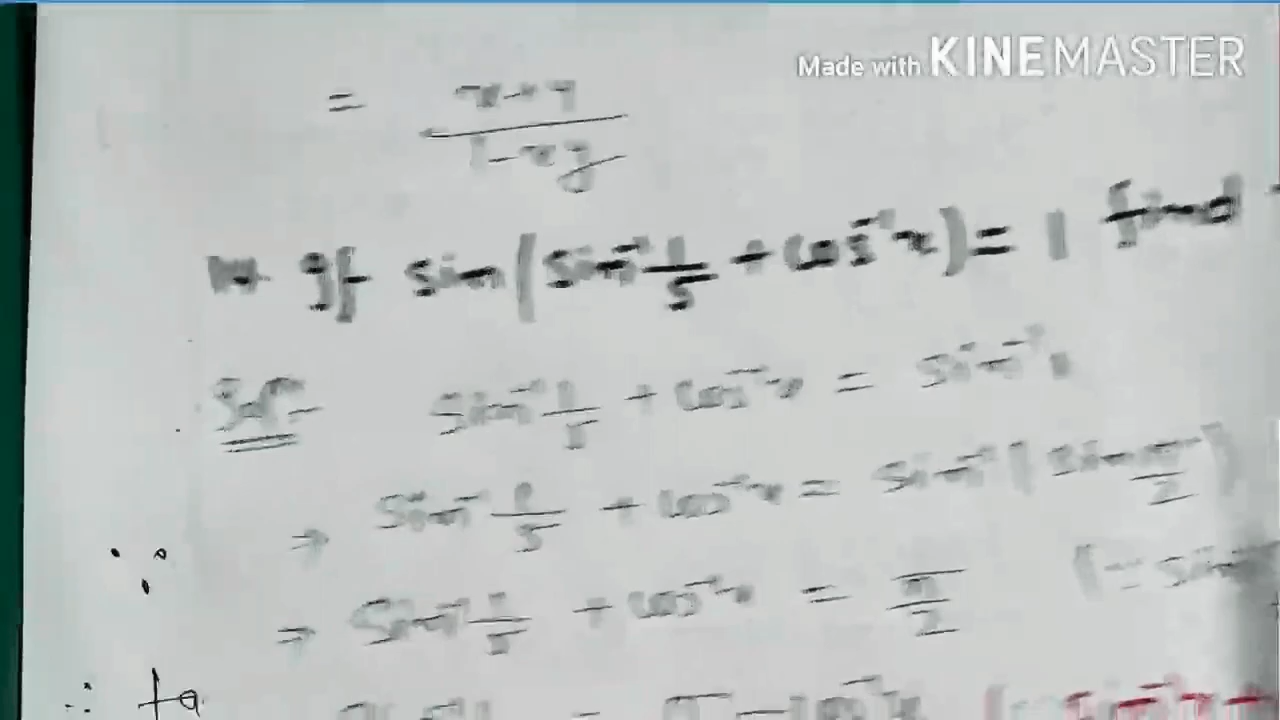 Made with KINEMASTER
= x+y / 1-xy
14. If sin(sin⁻¹ 1/5 + cos⁻¹x) = 1 find
Solⁿ- sin⁻¹ 1/5 + cos⁻¹x = sin⁻¹1
⇒ sin⁻¹ 1/5 + cos⁻¹x = sin⁻¹(sin π/2)
⇒ sin⁻¹ 1/5 + cos⁻¹x = π/2